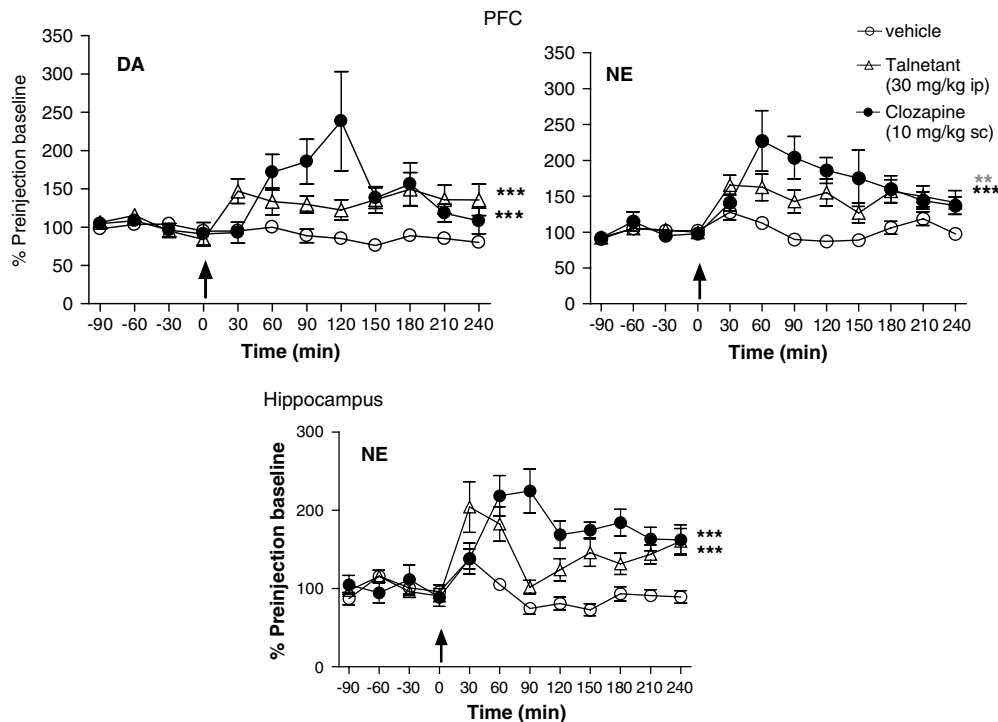 PFC
DA
% Preinjection baseline
350
300
250
200
150
100
50
0
***
***
-90 -60 -30 0 30 60 90 120 150 180 210 240
Time (min)
NE
350
300
250
200
150
100
50
0
**
***
-90 -60 -30 0 30 60 90 120 150 180 210 240
Time (min)
vehicle
Talnetant
(30 mg/kg ip)
Clozapine
(10 mg/kg sc)
Hippocampus
NE
% Preinjection baseline
300
200
100
0
***
***
-90 -60 -30 0 30 60 90 120 150 180 210 240
Time (min)